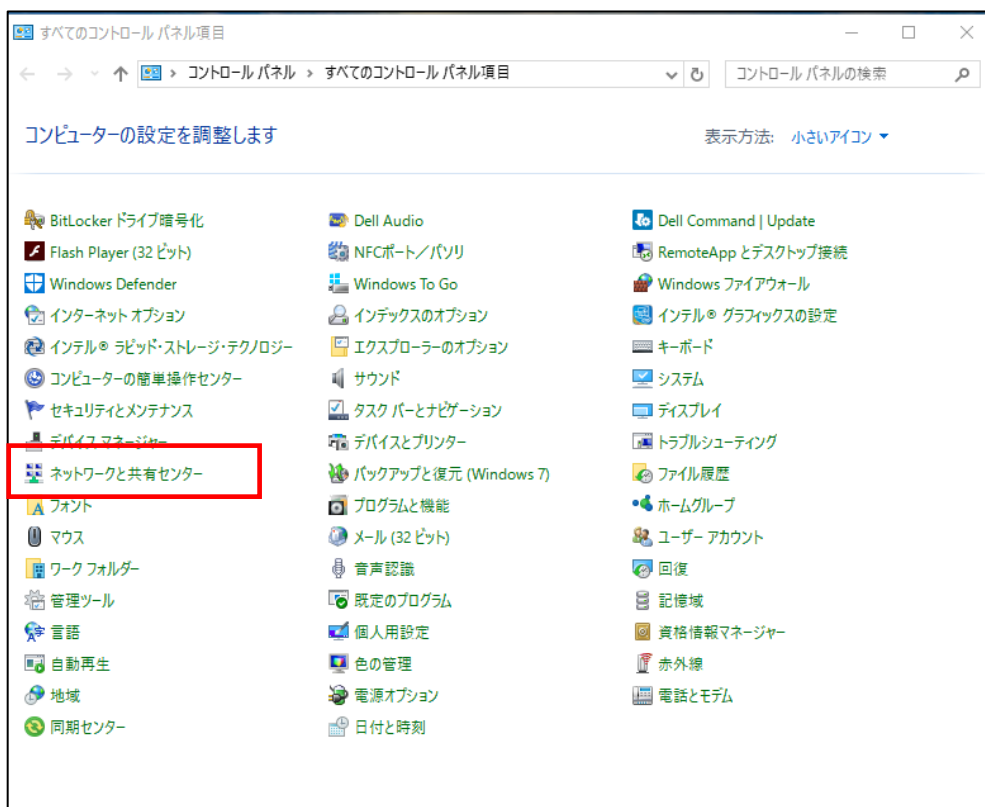 すべてのコントロール パネル項目
コントロール パネル › すべてのコントロール パネル項目
コントロール パネルの検索
コンピューターの設定を調整します
表示方法: 小さいアイコン
BitLocker ドライブ暗号化
Dell Audio
Dell Command | Update
Flash Player (32 ビット)
NFCポート／パソリ
RemoteApp とデスクトップ接続
Windows Defender
Windows To Go
Windows ファイアウォール
インターネット オプション
インデックスのオプション
インテル® グラフィックスの設定
インテル® ラピッド・ストレージ・テクノロジー
エクスプローラーのオプション
キーボード
コンピューターの簡単操作センター
サウンド
システム
セキュリティとメンテナンス
タスク バーとナビゲーション
ディスプレイ
デバイス マネージャー
デバイスとプリンター
トラブルシューティング
ネットワークと共有センター
バックアップと復元 (Windows 7)
ファイル履歴
フォント
プログラムと機能
ホームグループ
マウス
メール (32 ビット)
ユーザー アカウント
ワーク フォルダー
音声認識
回復
管理ツール
既定のプログラム
記憶域
言語
個人用設定
資格情報マネージャー
自動再生
色の管理
赤外線
地域
電源オプション
電話とモデム
同期センター
日付と時刻